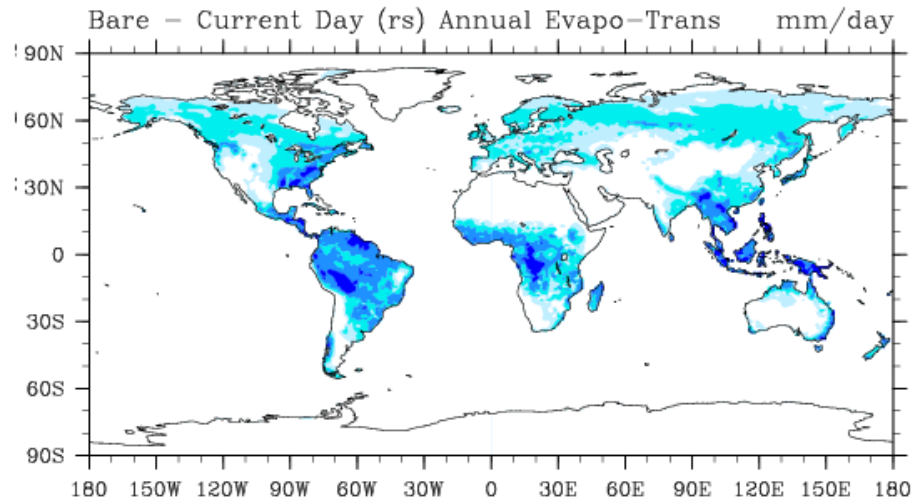 Bare – Current Day (rs) Annual Evapo–Trans mm/day
90N
60N
30N
0
30S
60S
90S
180 150W 120W 90W 60W 30W 0 30E 60E 90E 120E 150E 180